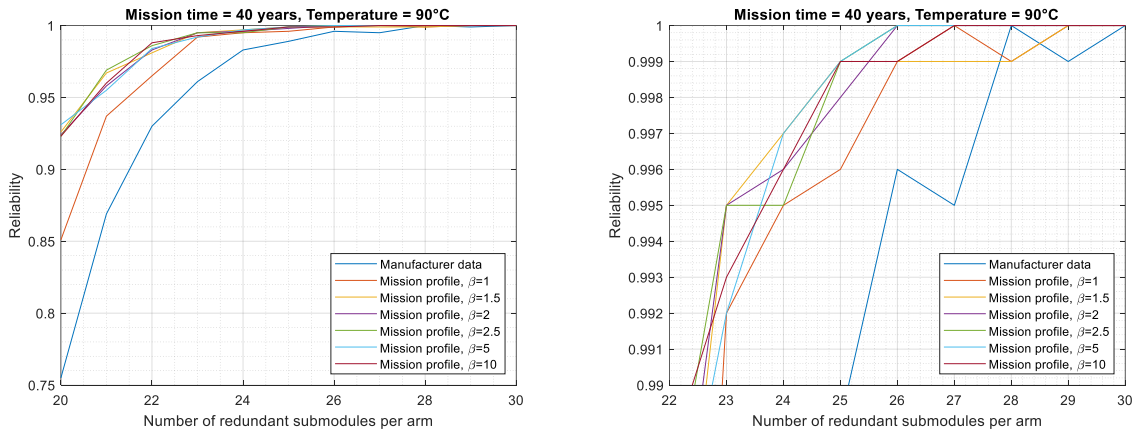 Mission time = 40 years, Temperature = 90°C
1
0.95
0.9
0.85
0.8
0.75
Reliability
20
22
24
26
28
30
Number of redundant submodules per arm
Manufacturer data
Mission profile, β=1
Mission profile, β=1.5
Mission profile, β=2
Mission profile, β=2.5
Mission profile, β=5
Mission profile, β=10
Mission time = 40 years, Temperature = 90°C
1
0.999
0.998
0.997
0.996
0.995
0.994
0.993
0.992
0.991
0.99
Reliability
22
23
24
25
26
27
28
29
30
Number of redundant submodules per arm
Manufacturer data
Mission profile, β=1
Mission profile, β=1.5
Mission profile, β=2
Mission profile, β=2.5
Mission profile, β=5
Mission profile, β=10